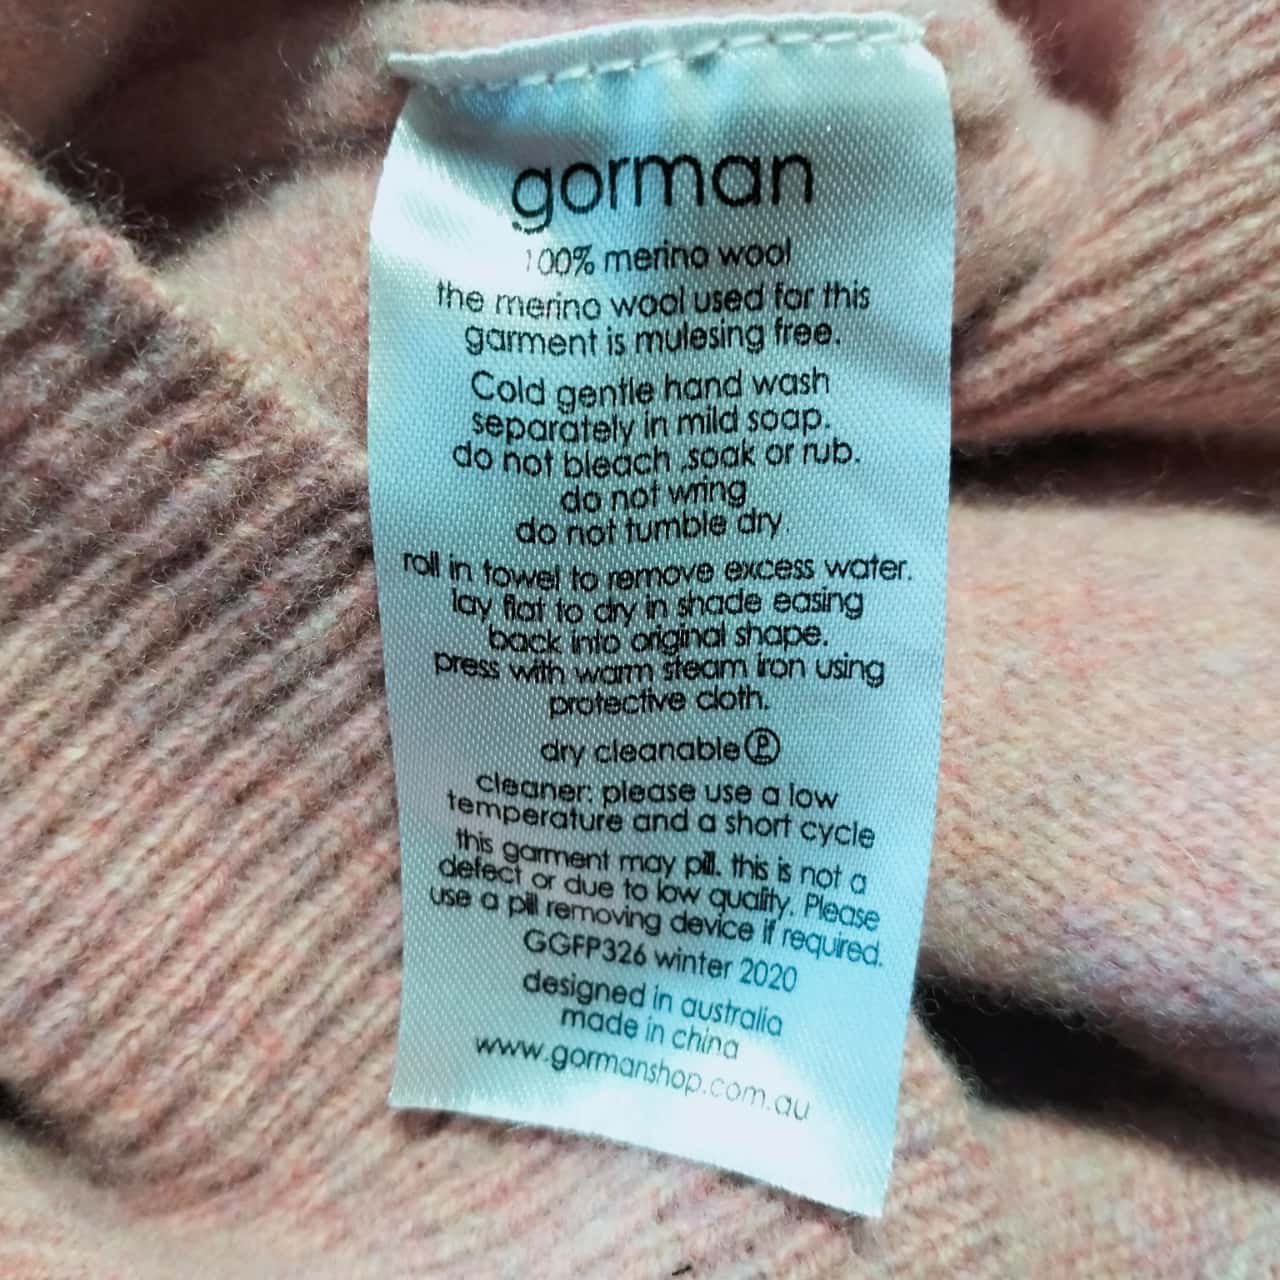 gorman
100% merino wool
the merino wool used for this
garment is mulesing free.
Cold gentle hand wash
separately in mild soap.
do not bleach ,soak or rub.
do not wring
do not tumble dry.
roll in towel to remove excess water.
lay flat to dry in shade easing
back into original shape.
press with warm steam iron using
protective cloth.
dry cleanable Ⓟ
cleaner: please use a low
temperature and a short cycle
this garment may pill. this is not a
defect or due to low quality. Please
use a pill removing device if required.
GGFP326 winter 2020
designed in australia
made in china
www.gormanshop.com.au